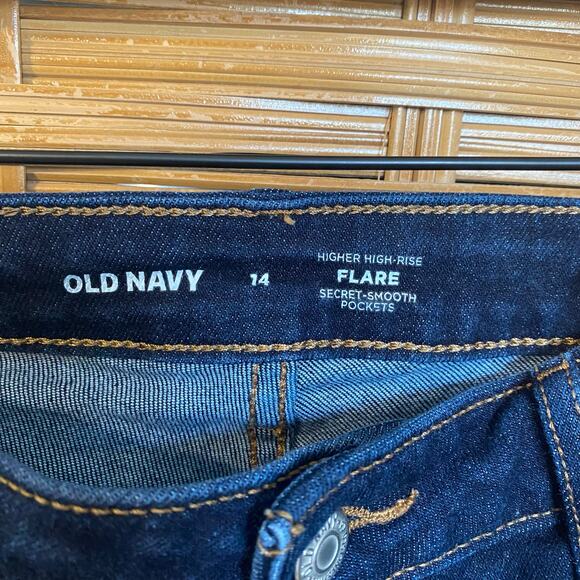 OLD NAVY
14
HIGHER HIGH-RISE
FLARE
SECRET-SMOOTH
POCKETS